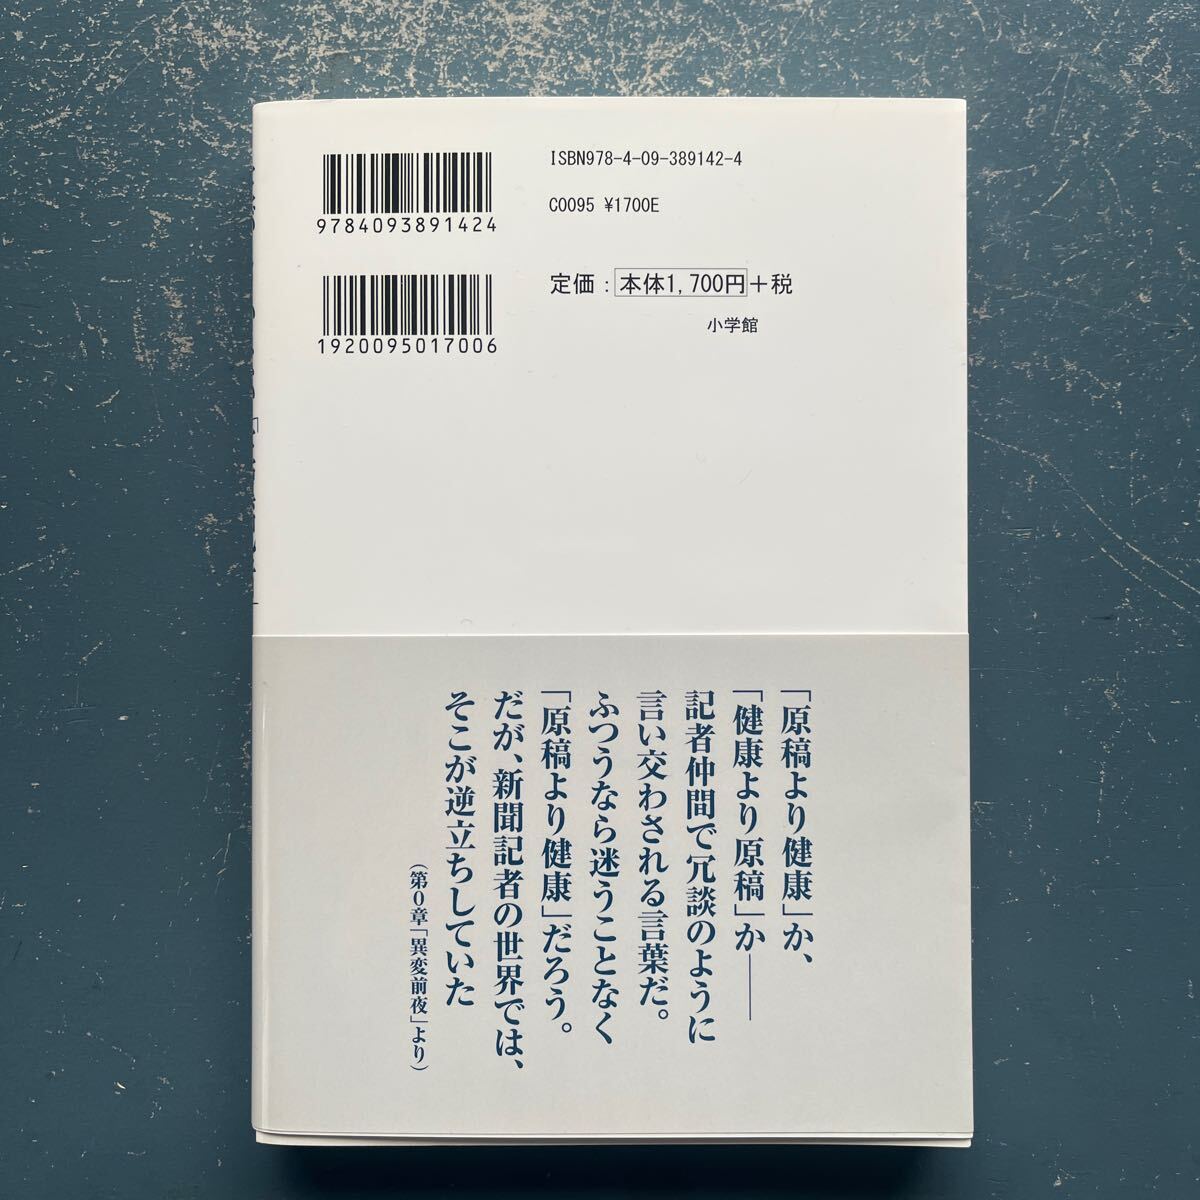 ISBN978-4-09-389142-4
9784093891424
C0095 ¥1700E
定価：本体1,700円＋税
1920095017006
小学館
「原稿より健康」か、
「健康より原稿」か――
記者仲間で冗談のように
言い交わされる言葉だ。
ふつうなら迷うことなく
「原稿より健康」だろう。
だが、新聞記者の世界では、
そこが逆立ちしていた
（第0章「異変前夜」より）